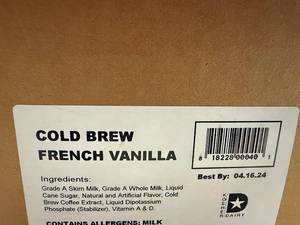 COLD BREW
FRENCH VANILLA
8 18228 00040 1
Best By: 04.16.24
Ingredients:
Grade A Skim Milk, Grade A Whole Milk, Liquid
Cane Sugar, Natural and Artificial Flavor, Cold
Brew Coffee Extract, Liquid Dipotassium
Phosphate (Stabilizer), Vitamin A & D.
KOSHER
DAIRY
CONTAINS ALLERGENS: MILK